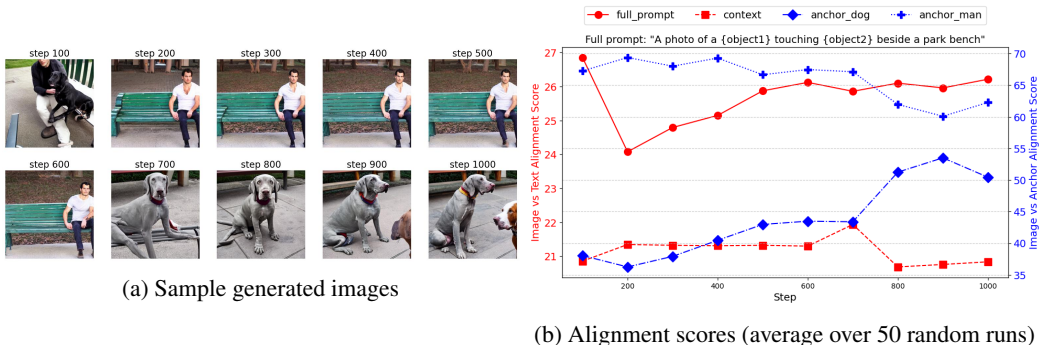 step 100 step 200 step 300 step 400 step 500
step 600 step 700 step 800 step 900 step 1000
(a) Sample generated images
full_prompt context anchor_dog anchor_man
Full prompt: "A photo of a {object1} touching {object2} beside a park bench"
Image vs Text Alignment Score
27
26
25
24
23
22
21
70
65
60
55
50
45
40
35
Image vs Anchor Alignment Score
200 400 600 800 1000
Step
(b) Alignment scores (average over 50 random runs)